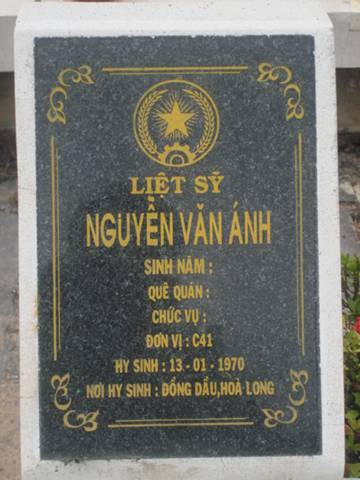 LIỆT SỸ
NGUYỄN VĂN ÁNH
SINH NĂM :
QUÊ QUÁN :
CHỨC VỤ :
ĐƠN VỊ : C41
HY SINH : 13 - 01 - 1970
NƠI HY SINH : ĐỒNG DẦU,HOÀ LONG